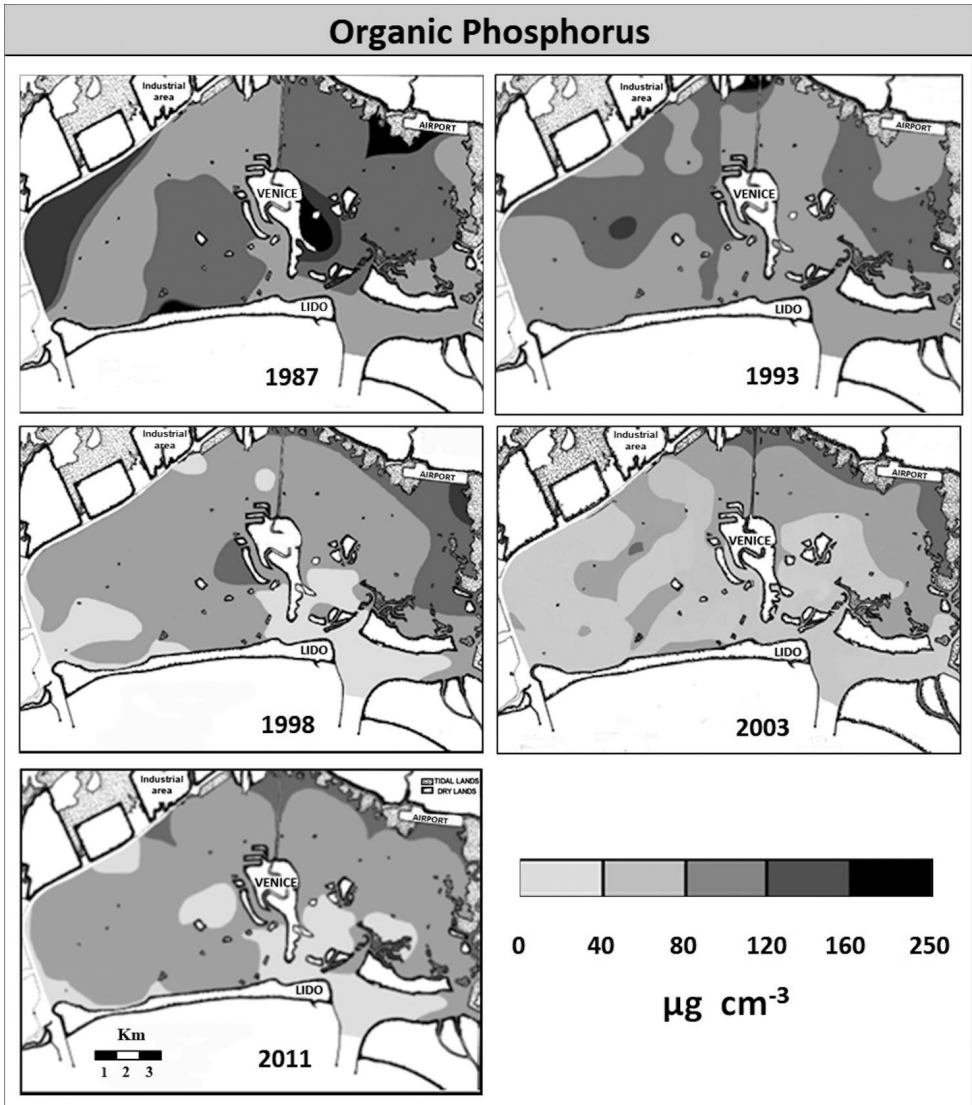 Organic Phosphorus
Industrial
area
AIRPORT
VENICE
LIDO
1987
Industrial
area
AIRPORT
VENICE
LIDO
1993
Industrial
area
AIRPORT
VENICE
LIDO
1998
Industrial
area
AIRPORT
VENICE
LIDO
2003
Industrial
area
TIDAL LANDS
DRY LANDS
AIRPORT
VENICE
LIDO
Km
1 2 3
2011
0 40 80 120 160 250
µg cm-3